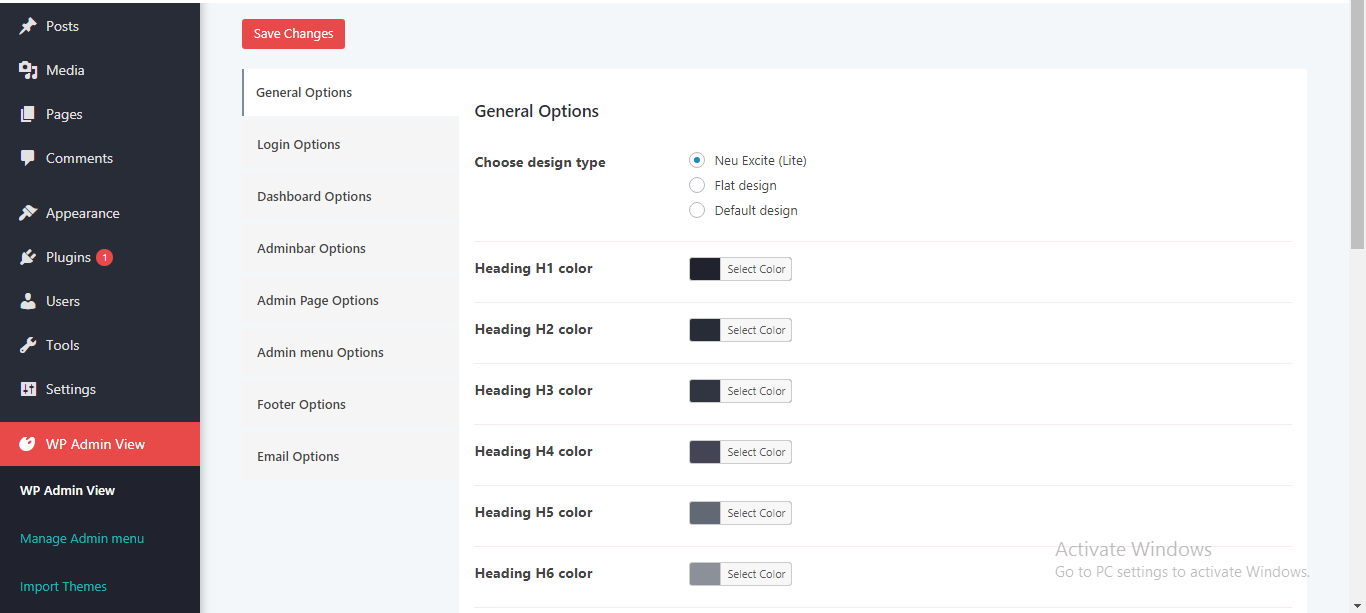 Posts
Media
Pages
Comments
Appearance
Plugins 1
Users
Tools
Settings
WP Admin View
WP Admin View
Manage Admin menu
Import Themes
Save Changes
General Options
Login Options
Dashboard Options
Adminbar Options
Admin Page Options
Admin menu Options
Footer Options
Email Options
General Options
Choose design type
Neu Excite (Lite)
Flat design
Default design
Heading H1 color Select Color
Heading H2 color Select Color
Heading H3 color Select Color
Heading H4 color Select Color
Heading H5 color Select Color
Heading H6 color Select Color
Activate Windows
Go to PC settings to activate Windows.